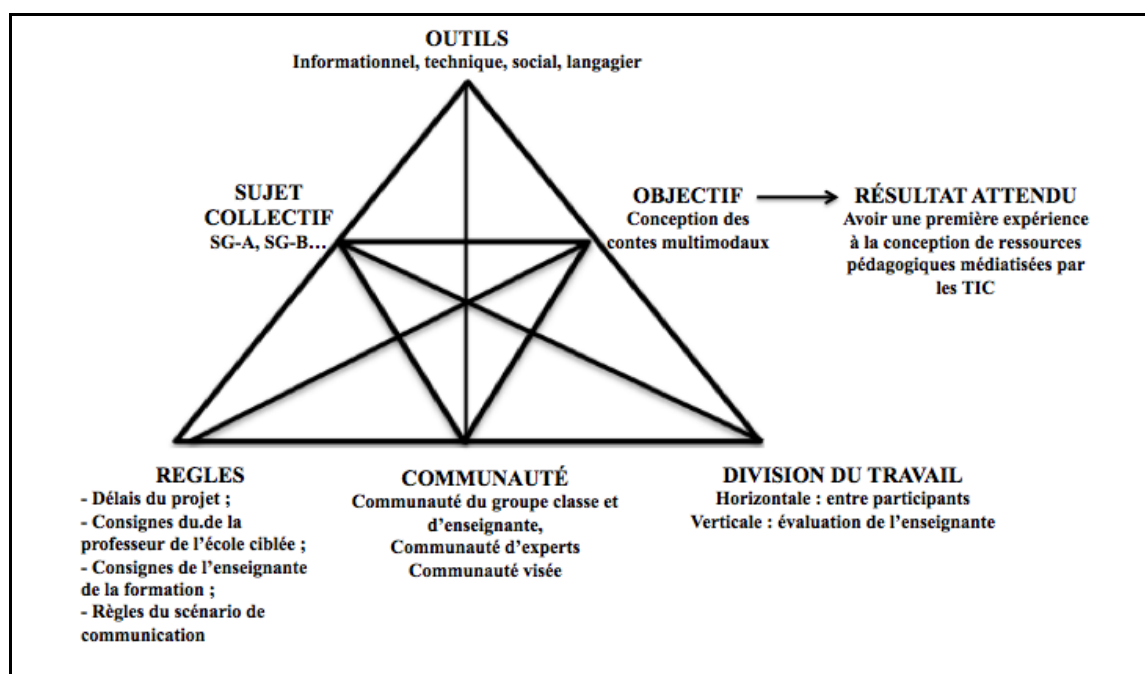 OUTILS
Informationnel, technique, social, langagier
SUJET
COLLECTIF
SG-A, SG-B…
OBJECTIF
Conception des
contes multimodaux
RÉSULTAT ATTENDU
Avoir une première expérience
à la conception de ressources
pédagogiques médiatisées par
les TIC
REGLES
- Délais du projet ;
- Consignes du.de la
professeur de l'école ciblée ;
- Consignes de l'enseignante
de la formation ;
- Règles du scénario de
communication
COMMUNAUTÉ
Communauté du groupe classe et
d'enseignante,
Communauté d'experts
Communauté visée
DIVISION DU TRAVAIL
Horizontale : entre participants
Verticale : évaluation de l'enseignante